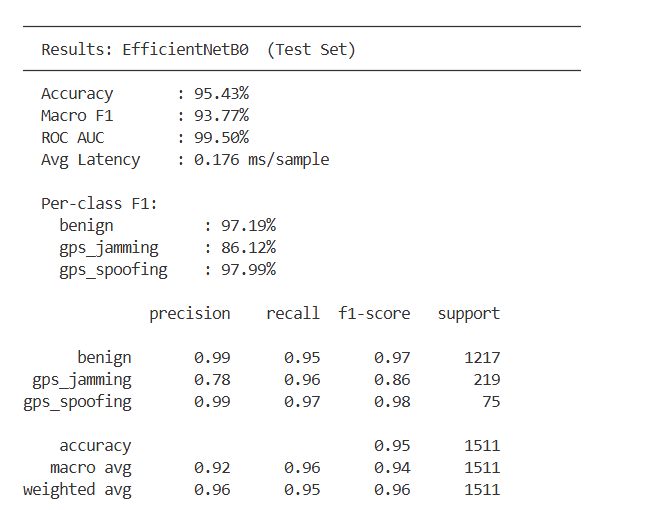 Results: EfficientNetB0 (Test Set)
Accuracy : 95.43%
Macro F1 : 93.77%
ROC AUC : 99.50%
Avg Latency : 0.176 ms/sample
Per-class F1:
benign : 97.19%
gps_jamming : 86.12%
gps_spoofing : 97.99%
precision recall f1-score support
benign 0.99 0.95 0.97 1217
gps_jamming 0.78 0.96 0.86 219
gps_spoofing 0.99 0.97 0.98 75
accuracy 0.95 1511
macro avg 0.92 0.96 0.94 1511
weighted avg 0.96 0.95 0.96 1511